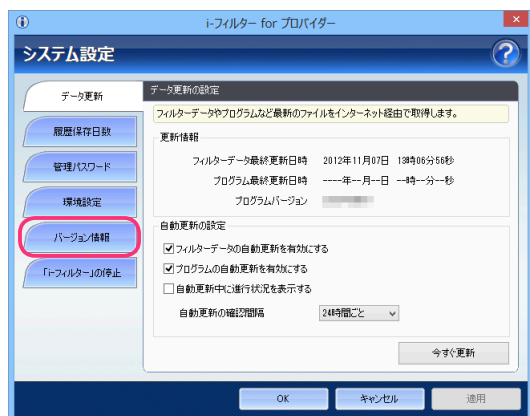 i-フィルター for プロバイダー
システム設定
データ更新
履歴保存日数
管理パスワード
環境設定
バージョン情報
「i-フィルター」の停止
データ更新の設定
フィルターデータやプログラムなど最新のファイルをインターネット経由で取得します。
更新情報
フィルターデータ最終更新日時 2012年11月07日 13時06分56秒
プログラム最終更新日時 ----年--月--日 --時--分--秒
プログラムバージョン
自動更新の設定
フィルターデータの自動更新を有効にする
プログラムの自動更新を有効にする
自動更新中に進行状況を表示する
自動更新の確認間隔 24時間ごと
今すぐ更新
OK キャンセル 適用